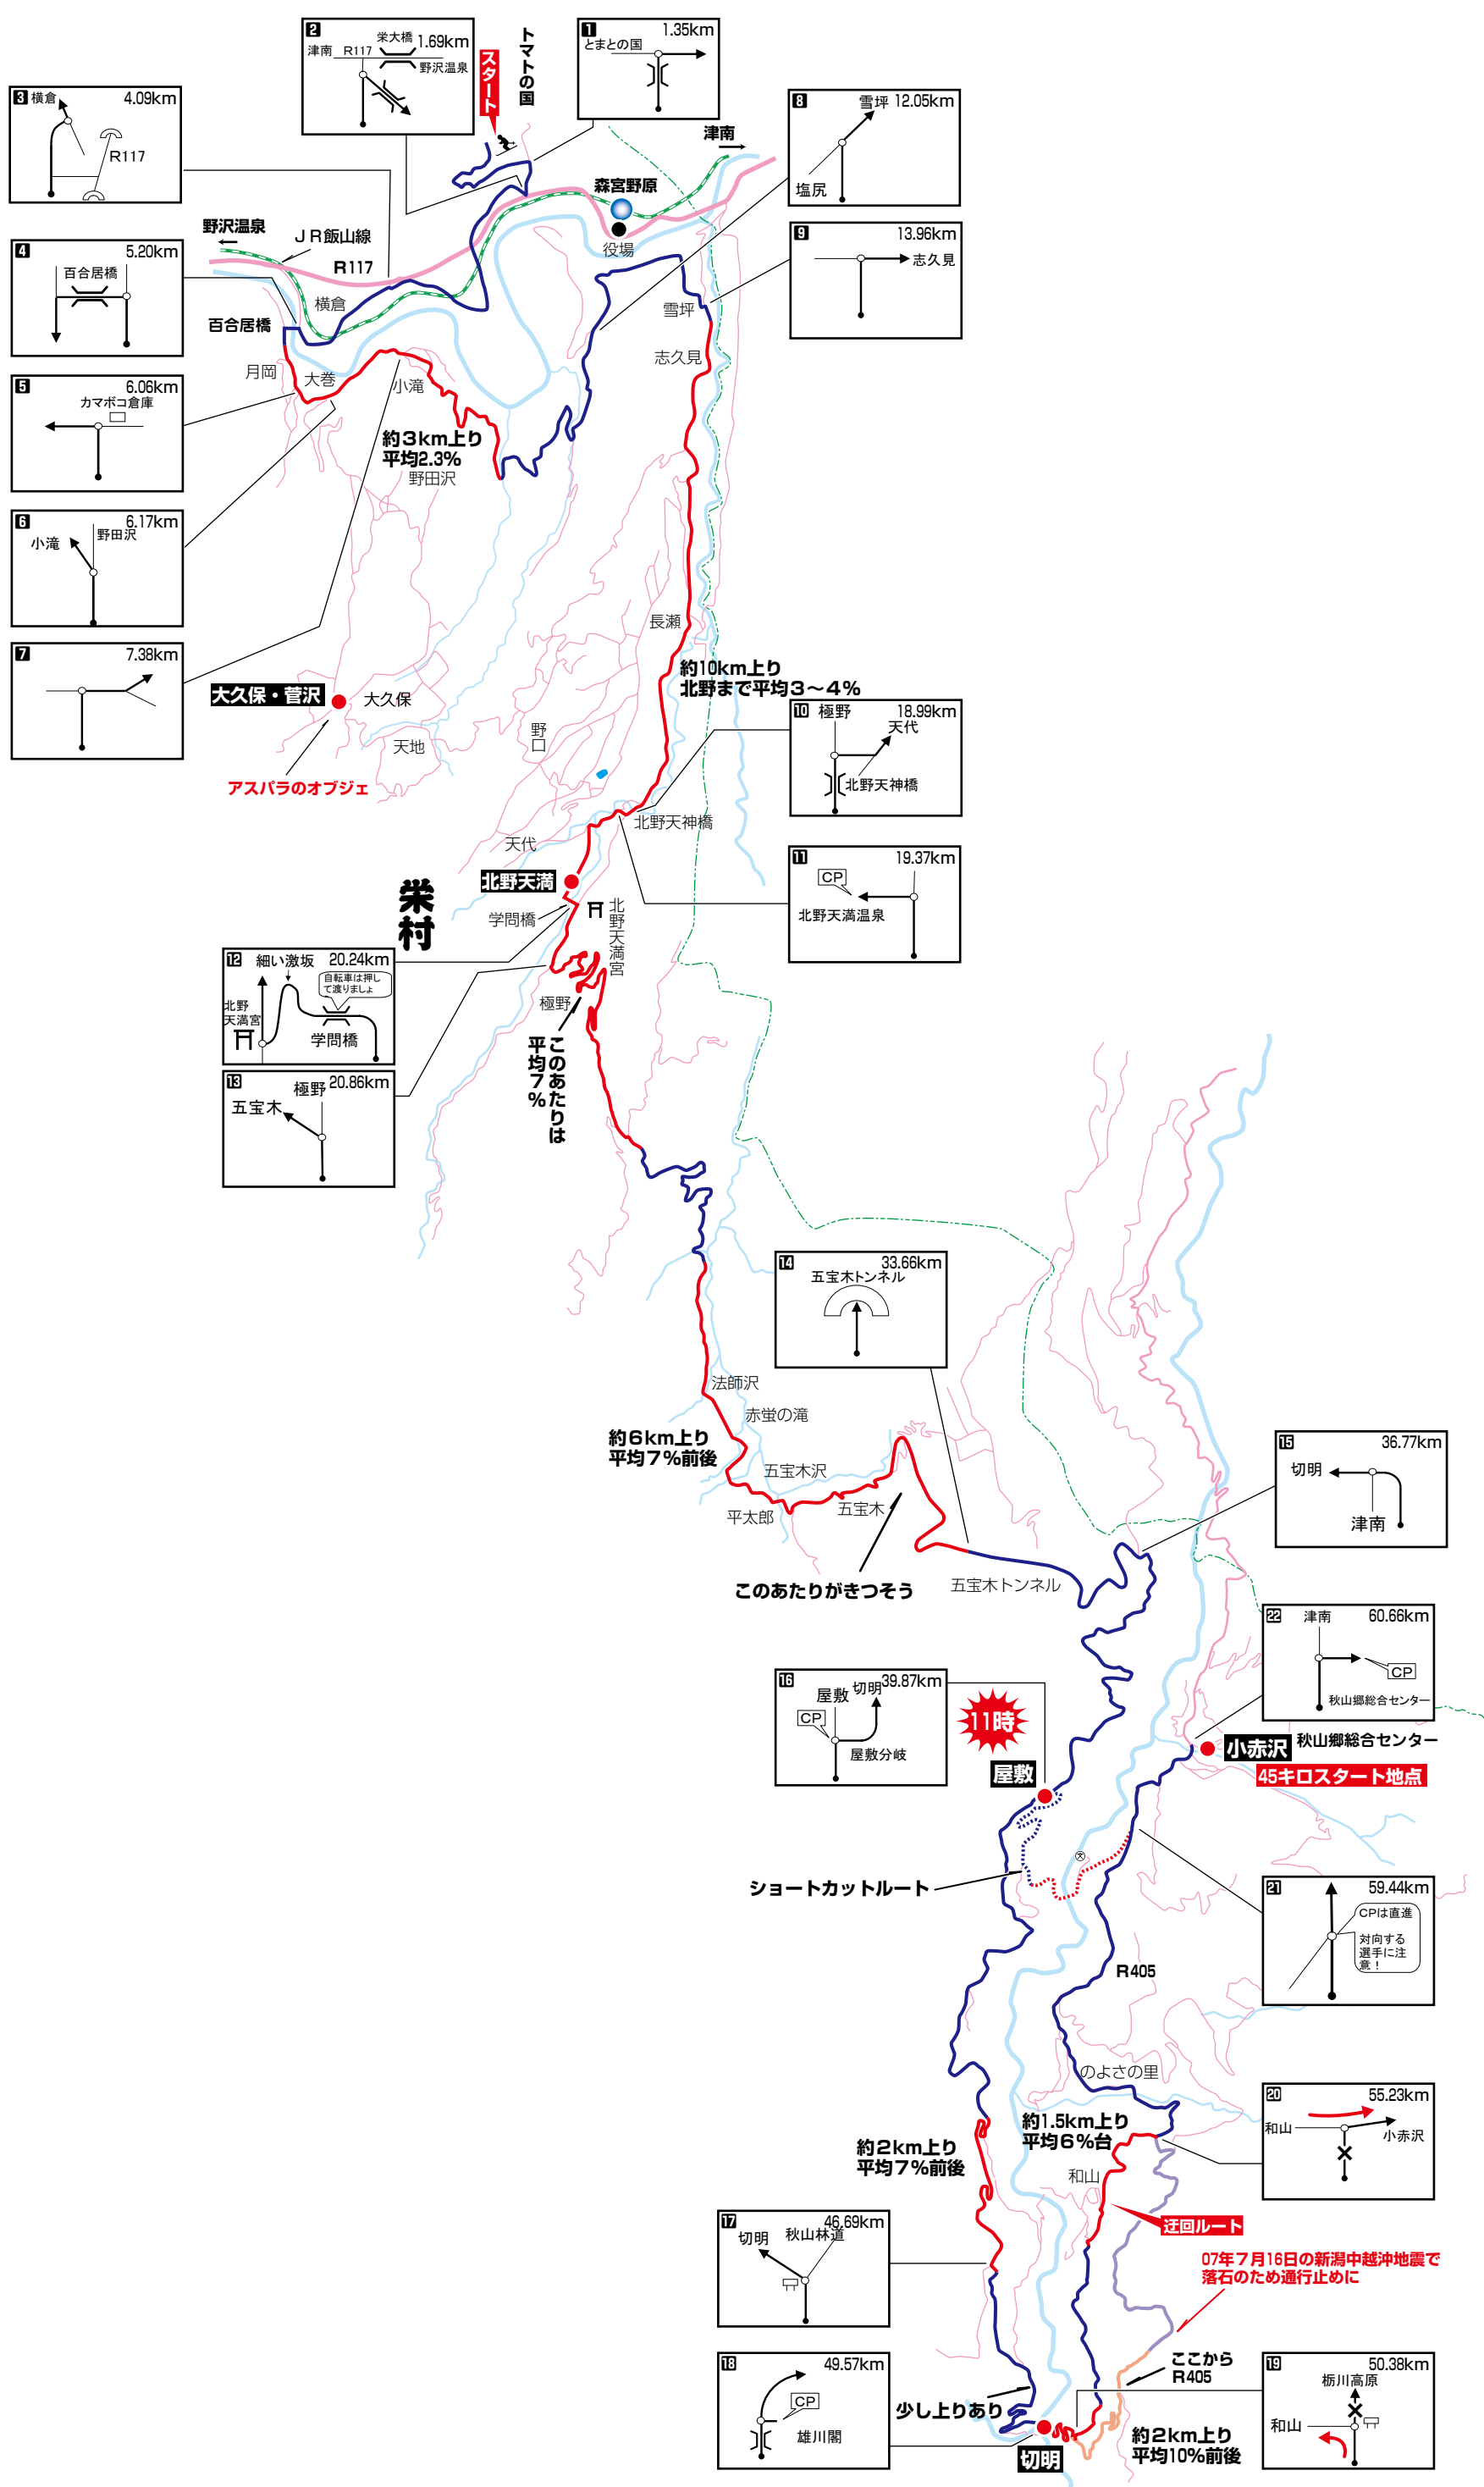 2
栄大橋
1.69km
津南
R117
野沢温泉
スタート
トマトの国
1
1.35km
とまとの国
3
横倉
4.09km
R117
8
雪坪
12.05km
塩尻
津南
森宮野原
役場
野沢温泉
JR飯山線
R117
横倉
百合居橋
4
5.20km
百合居橋
9
13.96km
志久見
雪坪
志久見
月岡
大巻
小滝
5
6.06km
カマボコ倉庫
約3km上り
平均2.3%
野田沢
6
6.17km
小滝
野田沢
7
7.38km
長瀬
約10km上り
北野まで平均3～4%
大久保・菅沢
大久保
天地
野口
アスパラのオブジェ
10
極野
18.99km
天代
北野天神橋
北野天神橋
天代
11
19.37km
CP
北野天満温泉
北野天満
栄村
学問橋
北野天満宮
12
細い激坂
20.24km
自転車は押し
て渡りましょ
北野
天満宮
学問橋
極野
このあたりは
平均7%
13
極野
20.86km
五宝木
14
33.66km
五宝木トンネル
法師沢
赤蛍の滝
約6km上り
平均7%前後
五宝木沢
平太郎
五宝木
このあたりがきつそう
五宝木トンネル
15
36.77km
切明
津南
22
津南
60.66km
CP
秋山郷総合センター
16
39.87km
屋敷
切明
CP
屋敷分岐
11時
屋敷
小赤沢
秋山郷総合センター
45キロスタート地点
ショートカットルート
21
59.44km
CPは直進
対向する
選手に注
意！
R405
のよさの里
20
55.23km
和山
小赤沢
約1.5km上り
平均6%台
約2km上り
平均7%前後
和山
迂回ルート
17
46.69km
切明
秋山林道
07年7月16日の新潟中越沖地震で
落石のため通行止めに
18
49.57km
CP
雄川閣
少し上りあり
切明
ここから
R405
約2km上り
平均10%前後
19
50.38km
栃川高原
和山